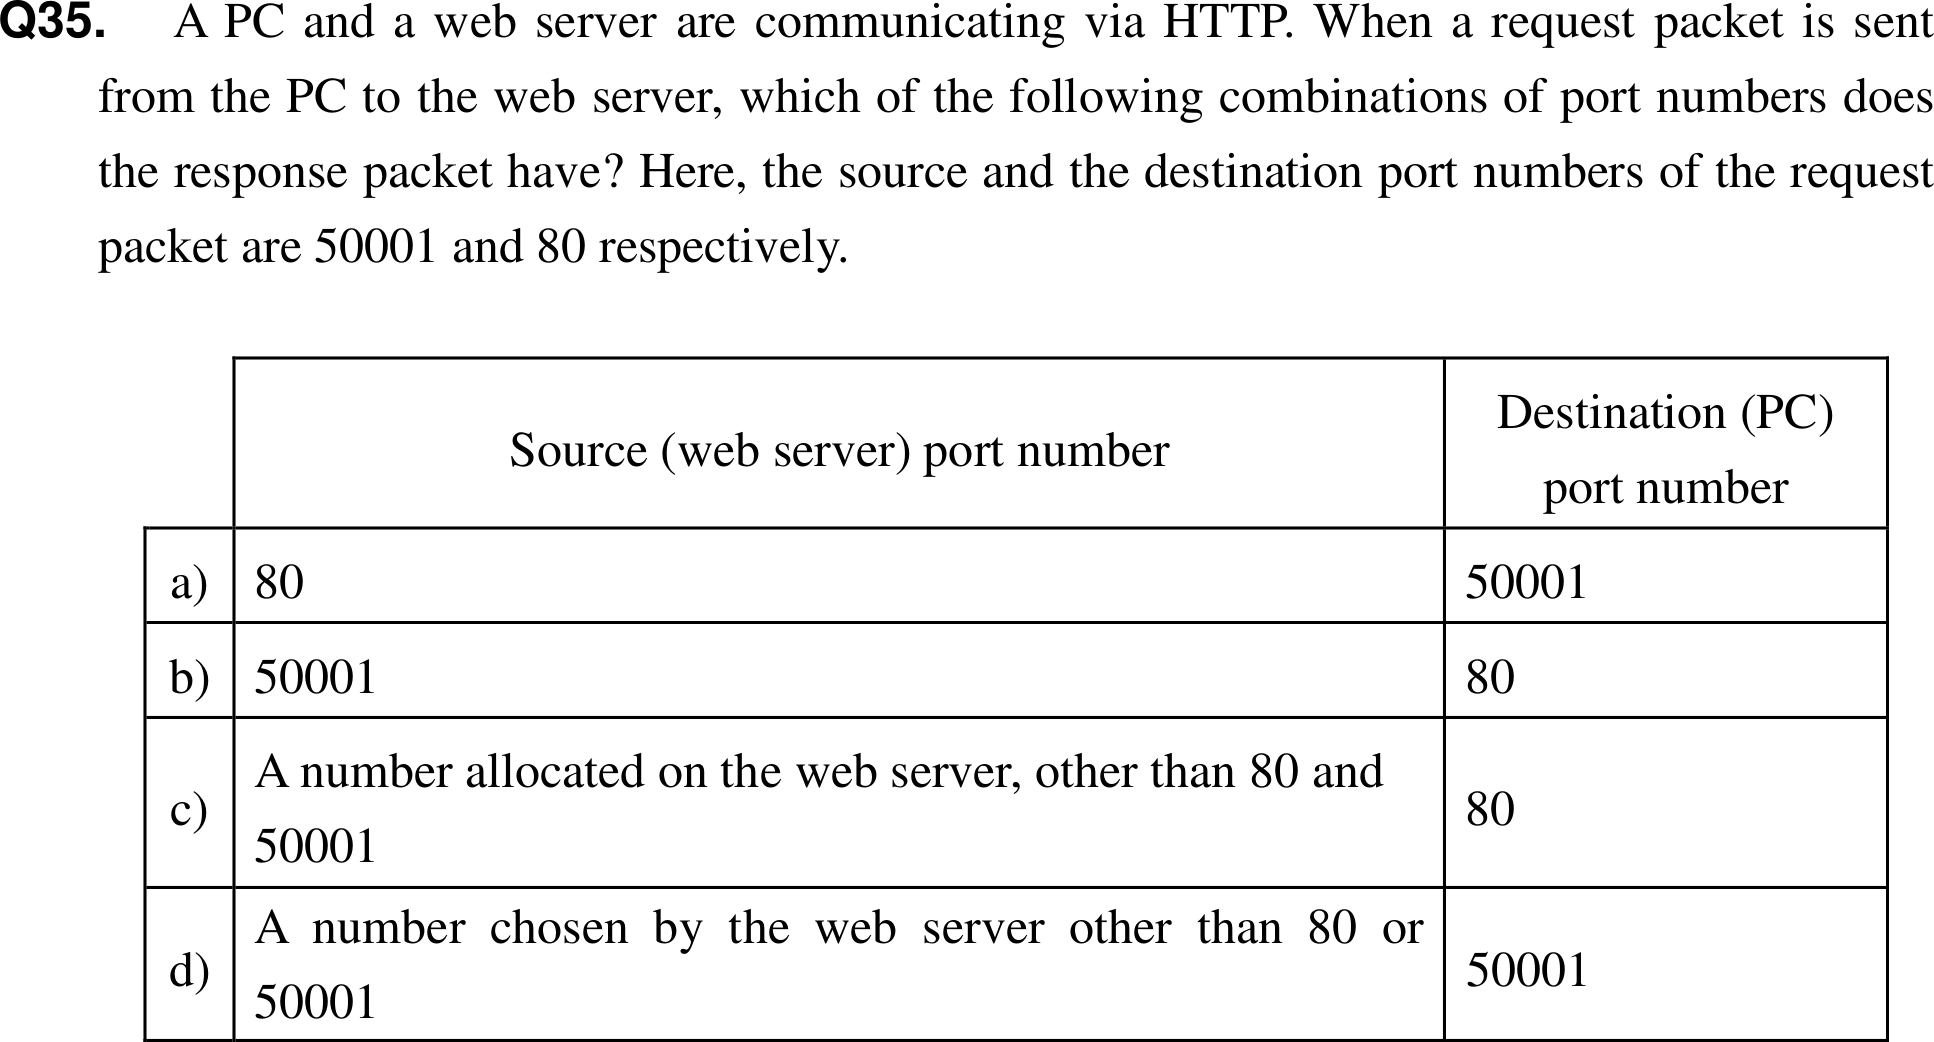 Q35. A PC and a web server are communicating via HTTP. When a request packet is sent
from the PC to the web server, which of the following combinations of port numbers does
the response packet have? Here, the source and the destination port numbers of the request
packet are 50001 and 80 respectively.
Source (web server) port number
Destination (PC)
port number
a) 80 50001
b) 50001 80
c) A number allocated on the web server, other than 80 and
50001
80
d) A number chosen by the web server other than 80 or
50001
50001